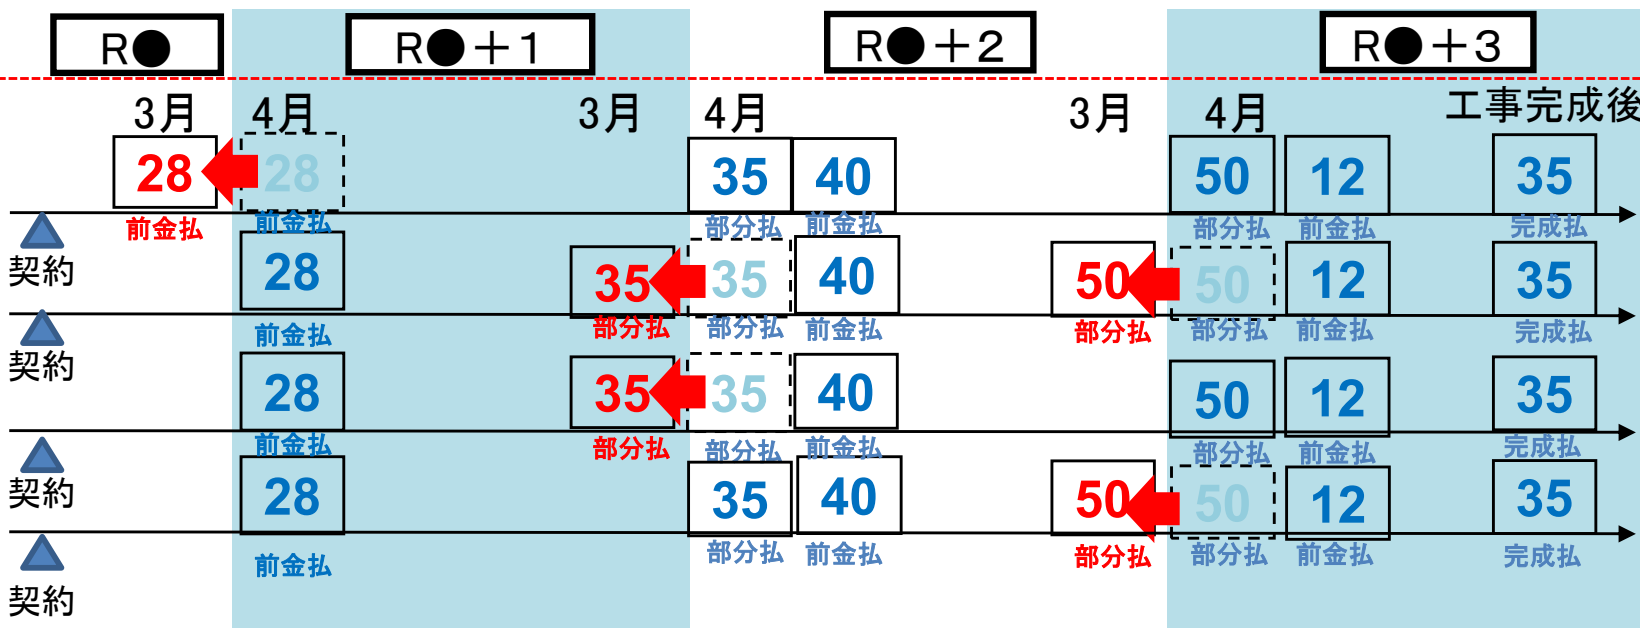 R● R●＋1 R●＋2 R●＋3
3月 4月 3月 4月 3月 4月 工事完成後
28 28 35 40 50 12 35
前金払 前金払 部分払 前金払 部分払 前金払 完成払
契約
28 35 35 40 50 50 12 35
前金払 部分払 部分払 前金払 部分払 部分払 前金払 完成払
契約
28 35 35 40 50 12 35
前金払 部分払 部分払 前金払 部分払 前金払 完成払
契約
28 35 40 50 50 12 35
前金払 部分払 前金払 部分払 部分払 前金払 完成払
契約